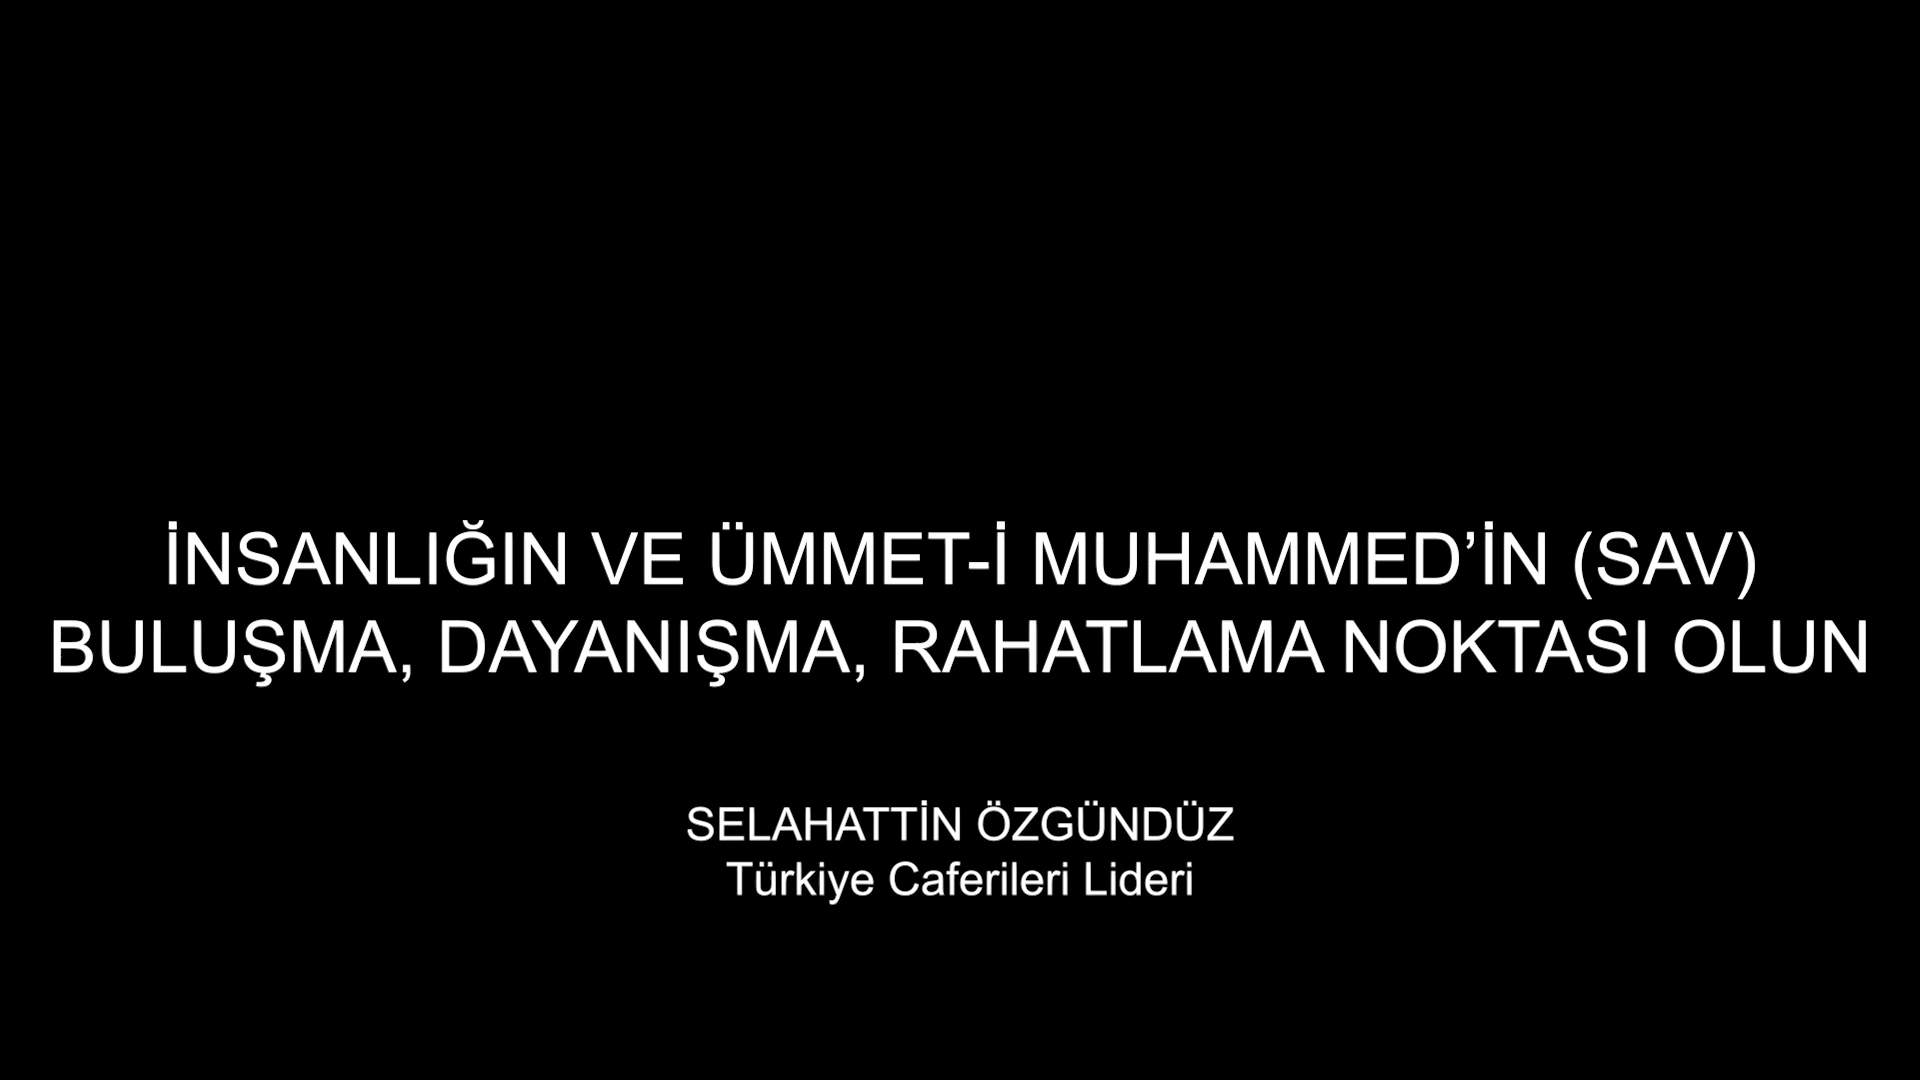 İNSANLIĞIN VE ÜMMET-İ MUHAMMED’İN (SAV)
BULUŞMA, DAYANIŞMA, RAHATLAMA NOKTASI OLUN
SELAHATTİN ÖZGÜNDÜZ
Türkiye Caferileri Lideri